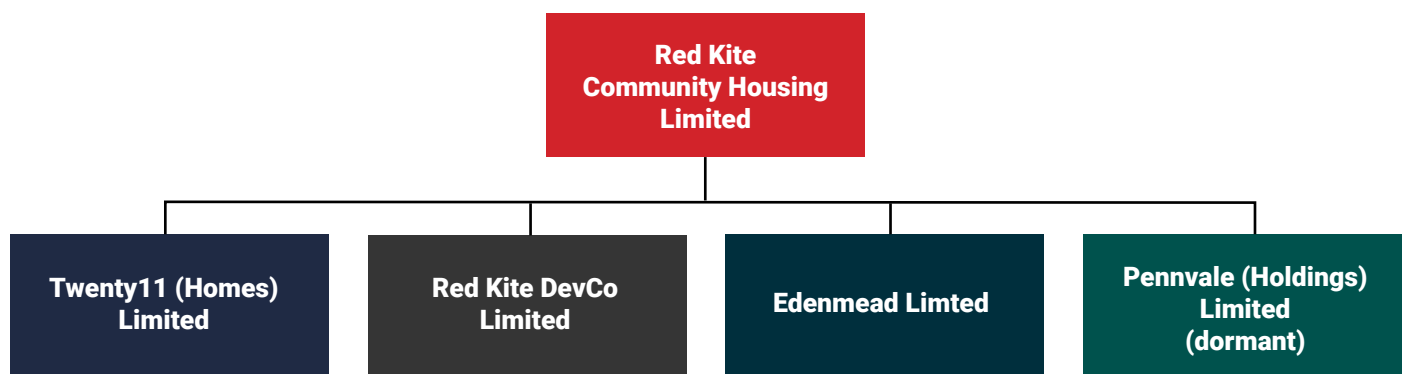 Red Kite
Community Housing
Limited
Twenty11 (Homes)
Limited
Red Kite DevCo
Limited
Edenmead Limted
Pennvale (Holdings)
Limited
(dormant)